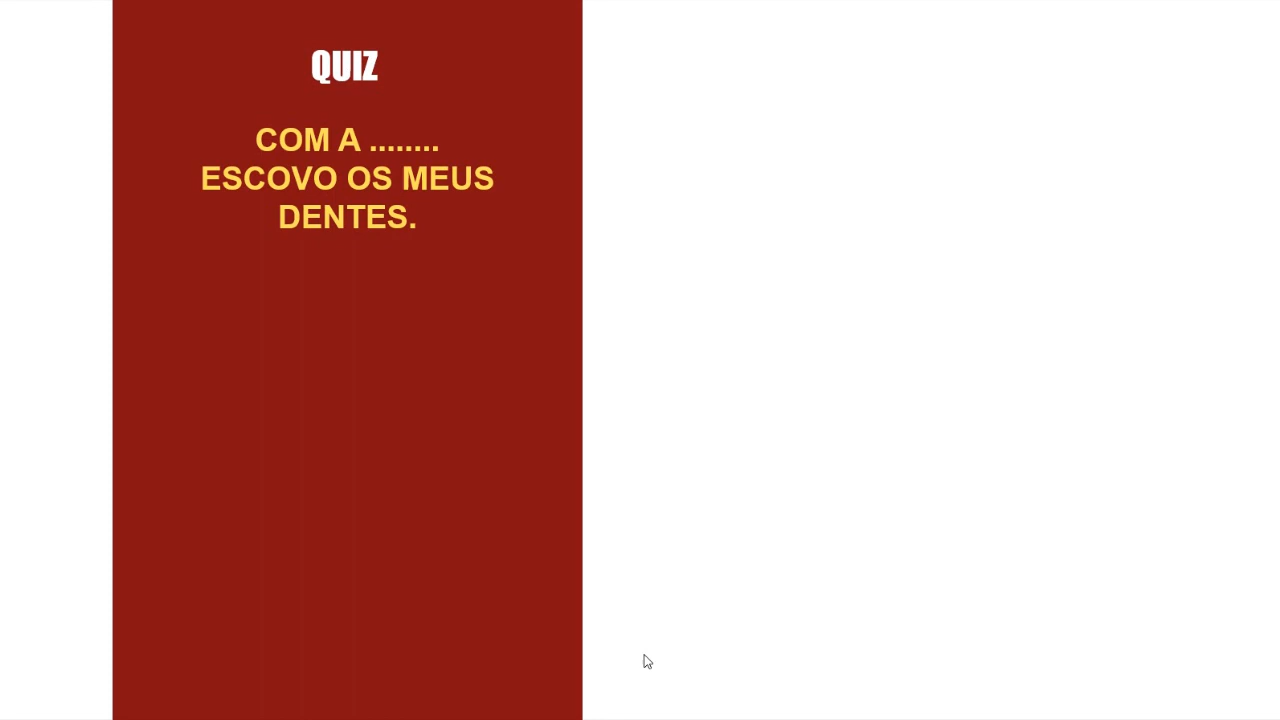 QUIZ
COM A ........
ESCOVO OS MEUS
DENTES.